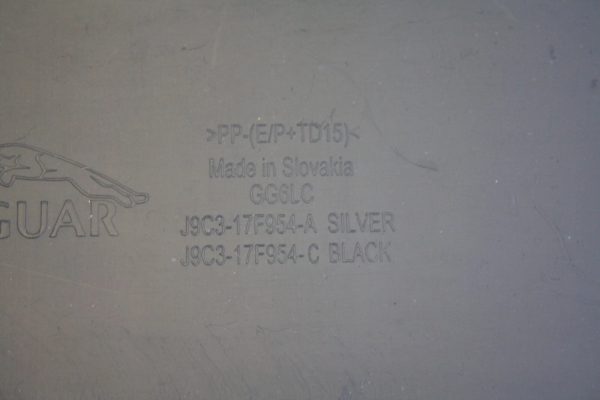 >PP-(E/P+TD15)<
Made in Slovakia
GG6LC
J9C3-17F954-A SILVER
J9C3-17F954-C BLACK
GUAR